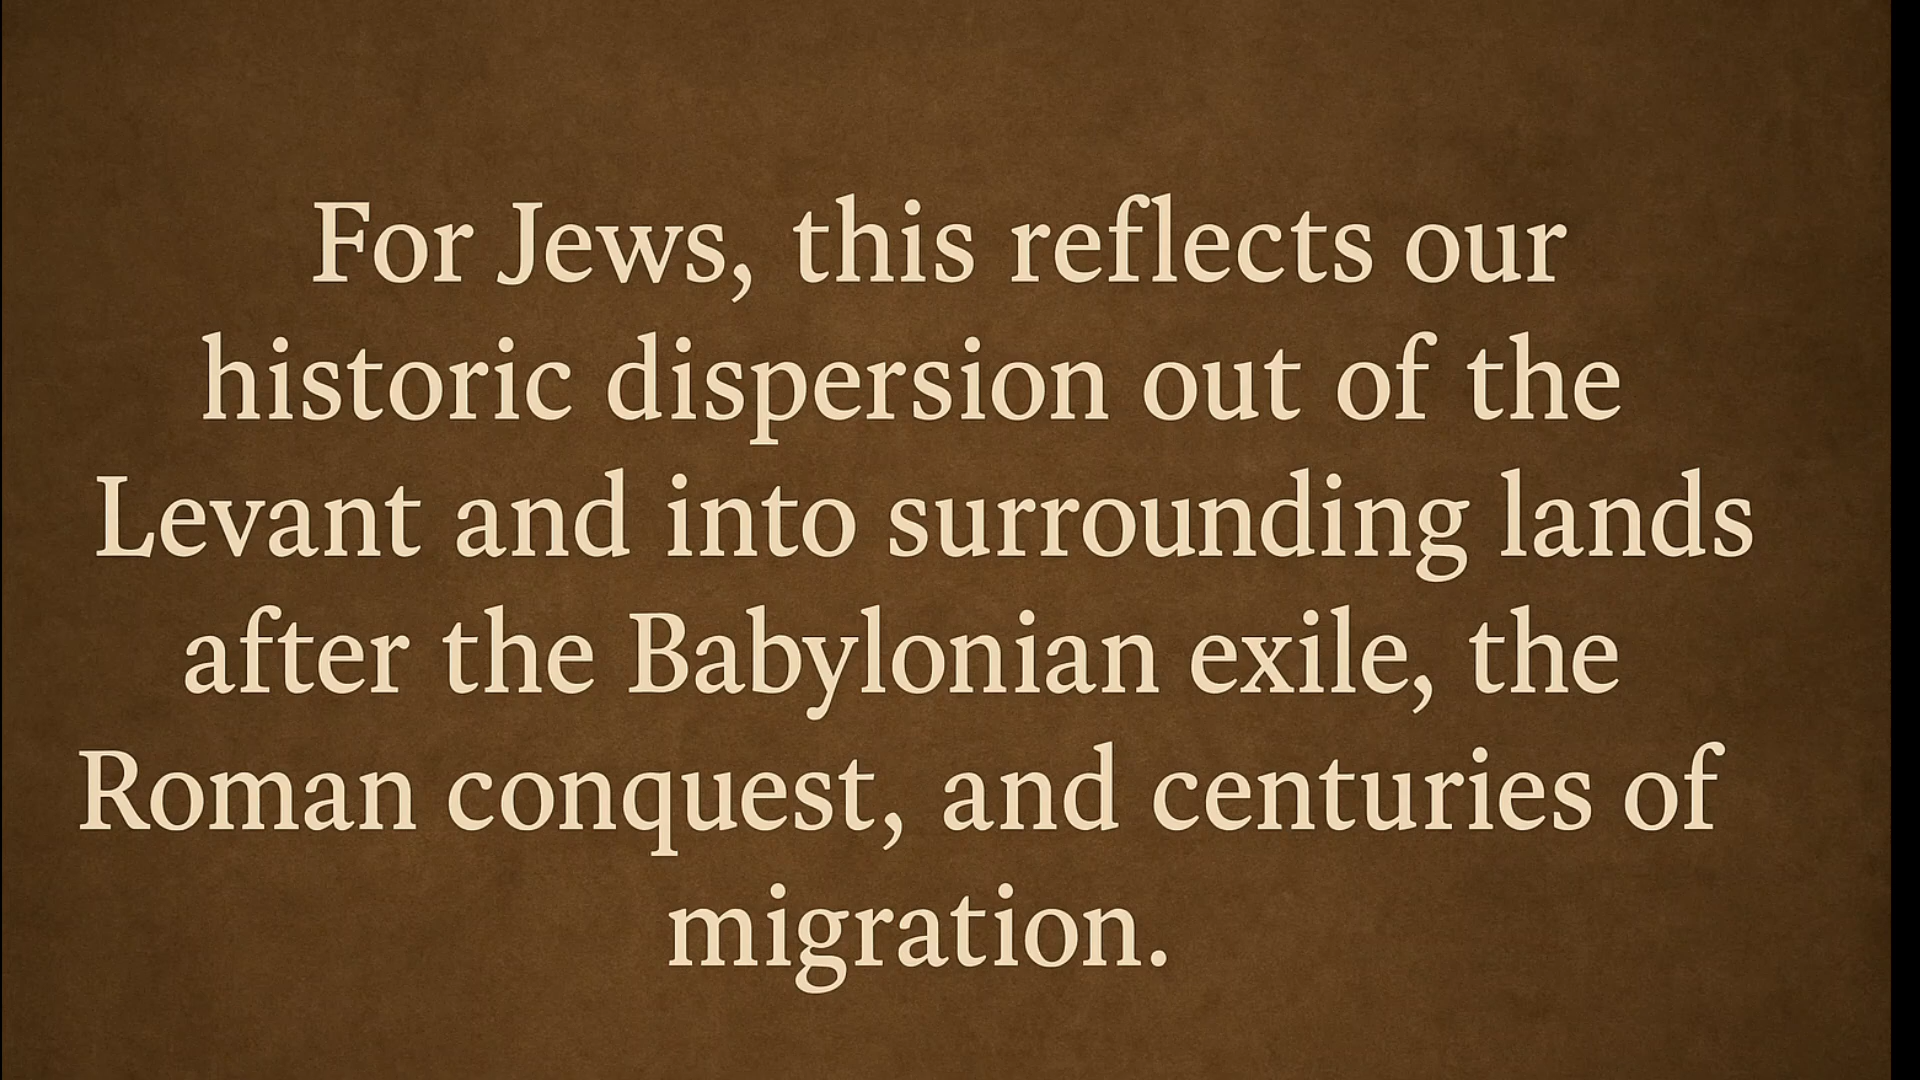 For Jews, this reflects our
historic dispersion out of the
Levant and into surrounding lands
after the Babylonian exile, the
Roman conquest, and centuries of
migration.